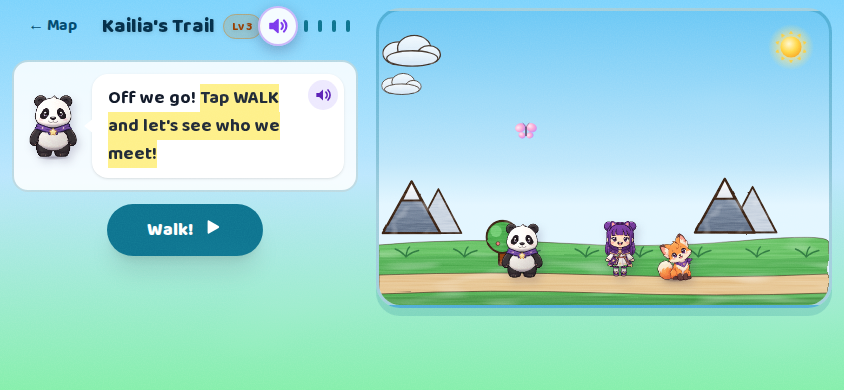 ← Map
Kailia's Trail
Lv 3
Off we go! Tap WALK
and let's see who we
meet!
Walk!